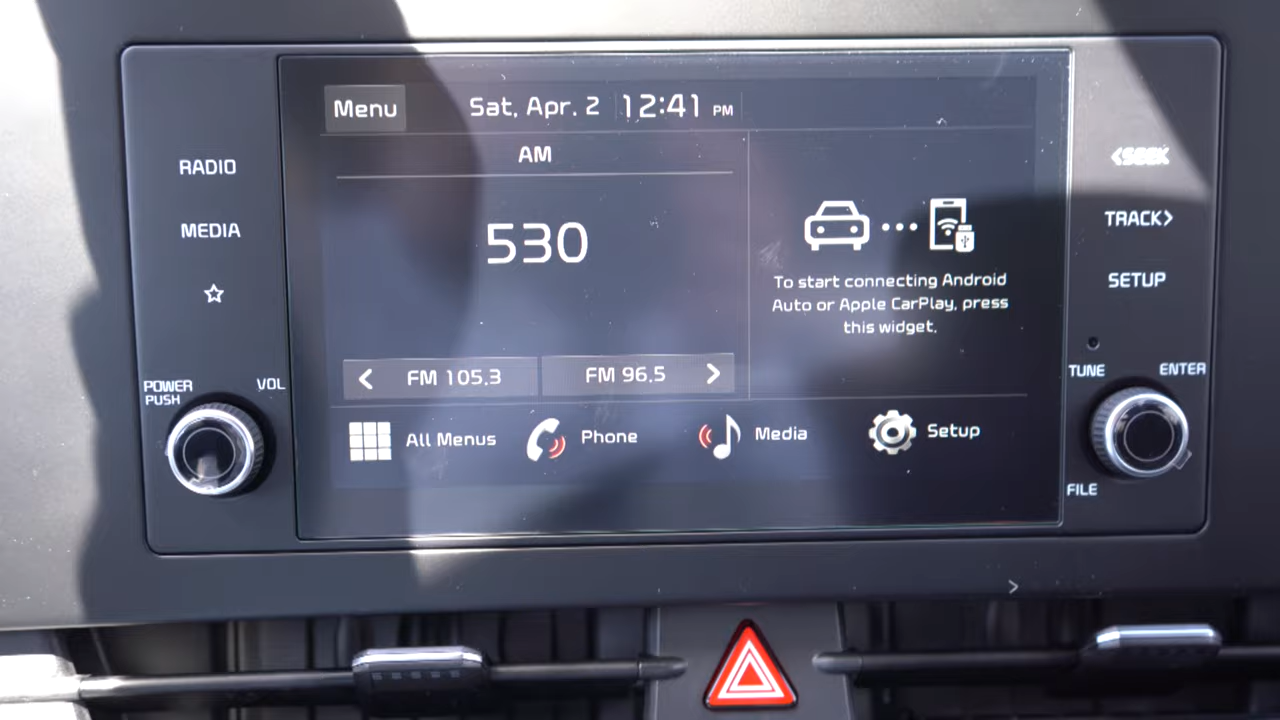 Menu
Sat, Apr. 2
12:41 PM
RADIO
MEDIA
POWER
PUSH
VOL
AM
530
FM 105.3
FM 96.5
To start connecting Android
Auto or Apple CarPlay, press
this widget.
All Menus
Phone
Media
Setup
<SEEK
TRACK>
SETUP
TUNE
ENTER
FILE